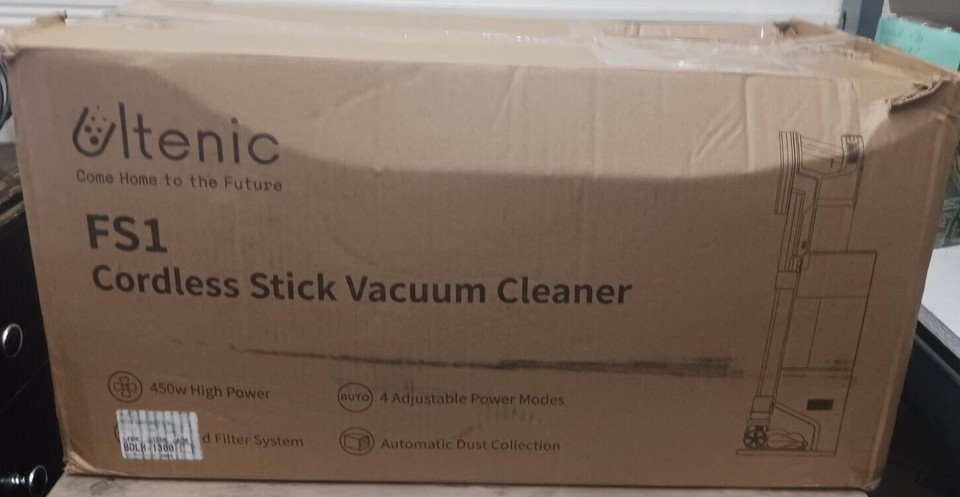 Ultenic
Come Home to the Future
FS1
Cordless Stick Vacuum Cleaner
450w High Power
AUTO 4 Adjustable Power Modes
d Filter System
Automatic Dust Collection